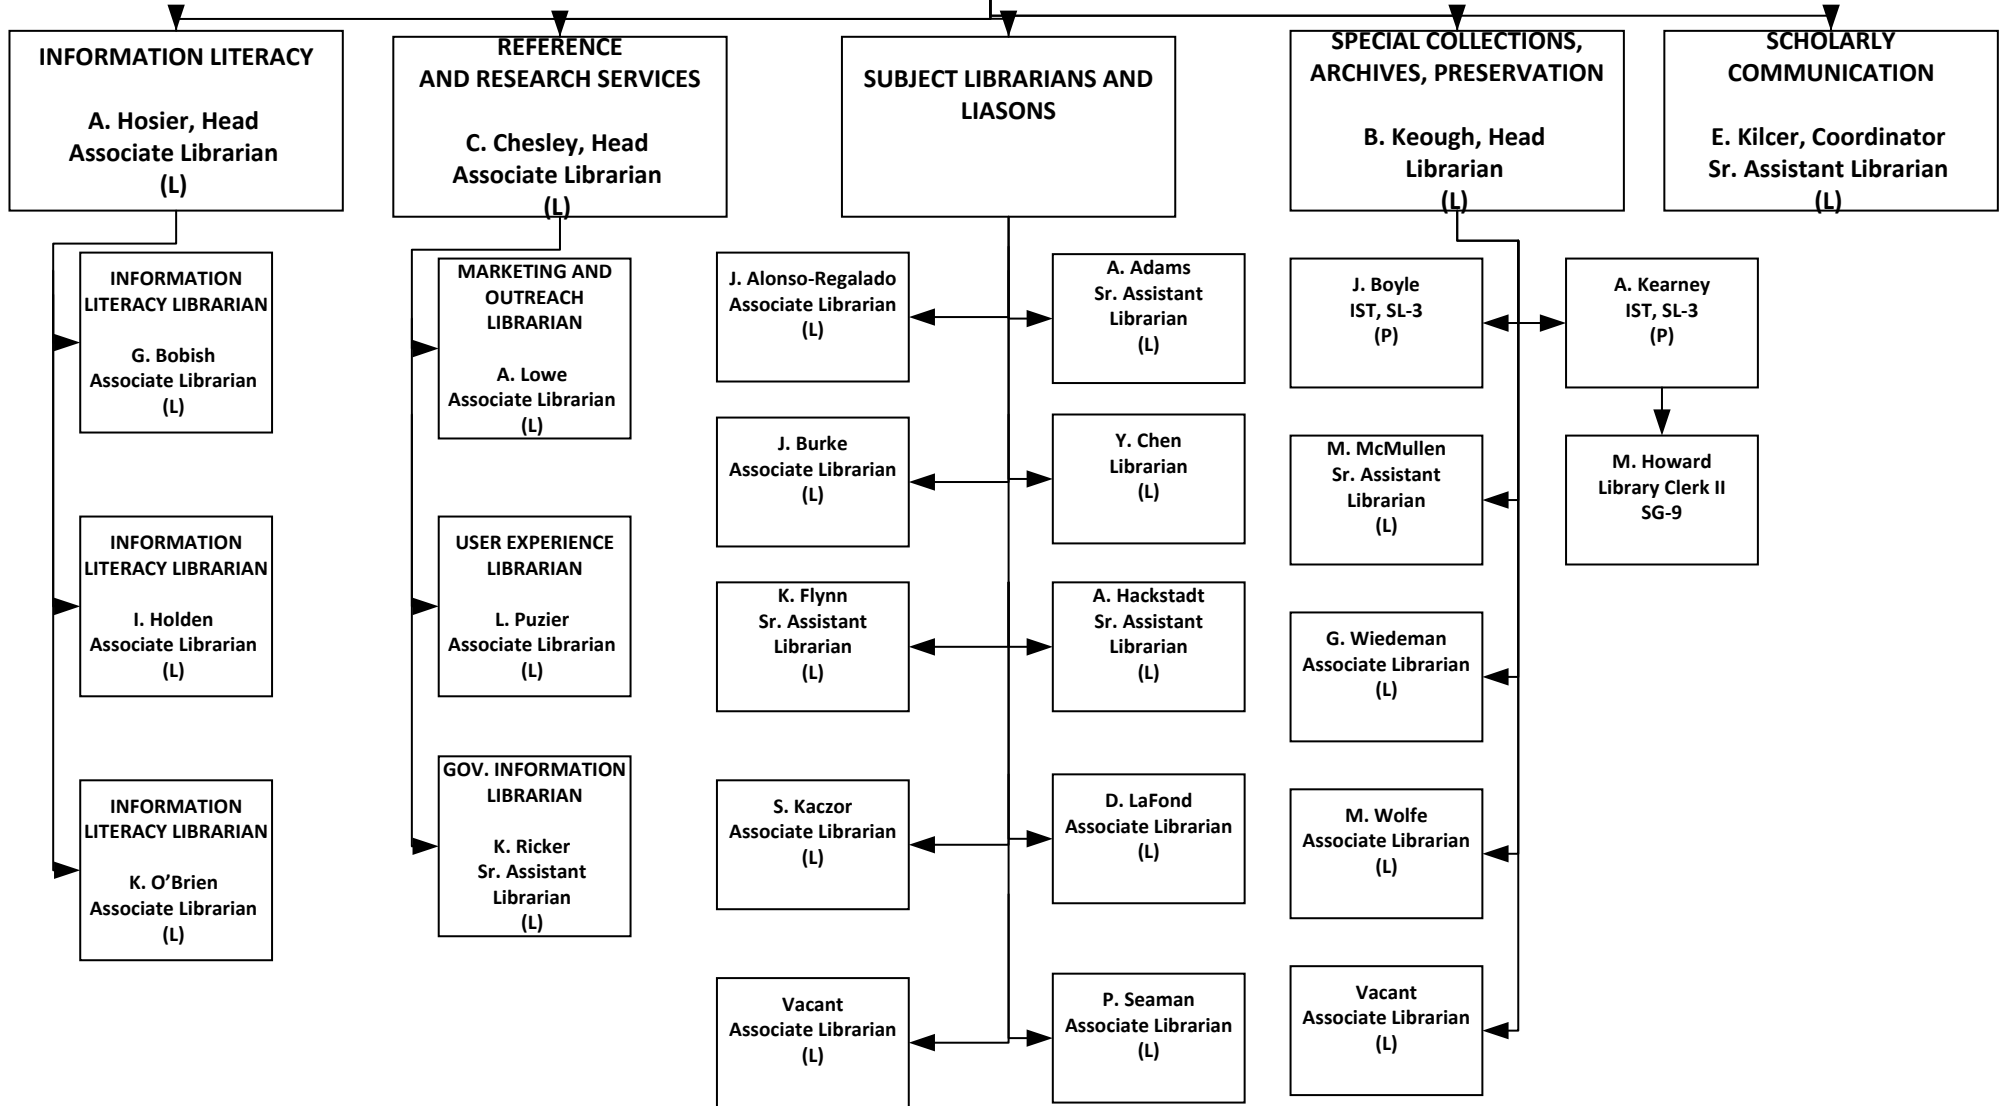 INFORMATION LITERACY
A. Hosier, Head
Associate Librarian
(L)
REFERENCE
AND RESEARCH SERVICES
C. Chesley, Head
Associate Librarian
(L)
SUBJECT LIBRARIANS AND
LIASONS
SPECIAL COLLECTIONS,
ARCHIVES, PRESERVATION
B. Keough, Head
Librarian
(L)
SCHOLARLY
COMMUNICATION
E. Kilcer, Coordinator
Sr. Assistant Librarian
(L)
INFORMATION
LITERACY LIBRARIAN
G. Bobish
Associate Librarian
(L)
INFORMATION
LITERACY LIBRARIAN
I. Holden
Associate Librarian
(L)
INFORMATION
LITERACY LIBRARIAN
K. O’Brien
Associate Librarian
(L)
MARKETING AND
OUTREACH
LIBRARIAN
A. Lowe
Associate Librarian
(L)
USER EXPERIENCE
LIBRARIAN
L. Puzier
Associate Librarian
(L)
GOV. INFORMATION
LIBRARIAN
K. Ricker
Sr. Assistant
Librarian
(L)
J. Alonso-Regalado
Associate Librarian
(L)
A. Adams
Sr. Assistant
Librarian
(L)
J. Burke
Associate Librarian
(L)
Y. Chen
Librarian
(L)
K. Flynn
Sr. Assistant
Librarian
(L)
A. Hackstadt
Sr. Assistant
Librarian
(L)
S. Kaczor
Associate Librarian
(L)
D. LaFond
Associate Librarian
(L)
Vacant
Associate Librarian
(L)
P. Seaman
Associate Librarian
(L)
J. Boyle
IST, SL-3
(P)
A. Kearney
IST, SL-3
(P)
M. McMullen
Sr. Assistant
Librarian
(L)
M. Howard
Library Clerk II
SG-9
G. Wiedeman
Associate Librarian
(L)
M. Wolfe
Associate Librarian
(L)
Vacant
Associate Librarian
(L)